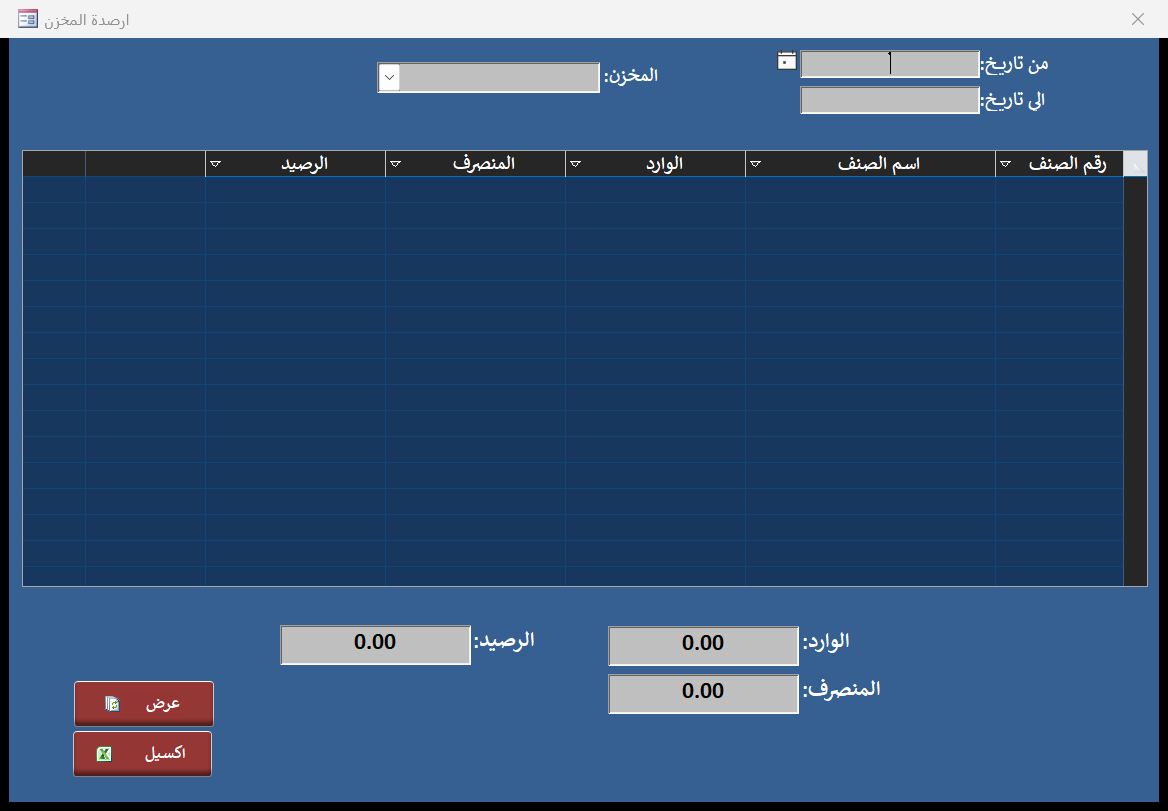 ارصدة المخزن
من تاريخ:
المخزن:
الي تاريخ:
رقم الصنف اسم الصنف الوارد المنصرف الرصيد
الوارد: 0.00 الرصيد: 0.00
المنصرف: 0.00
عرض
اكسيل